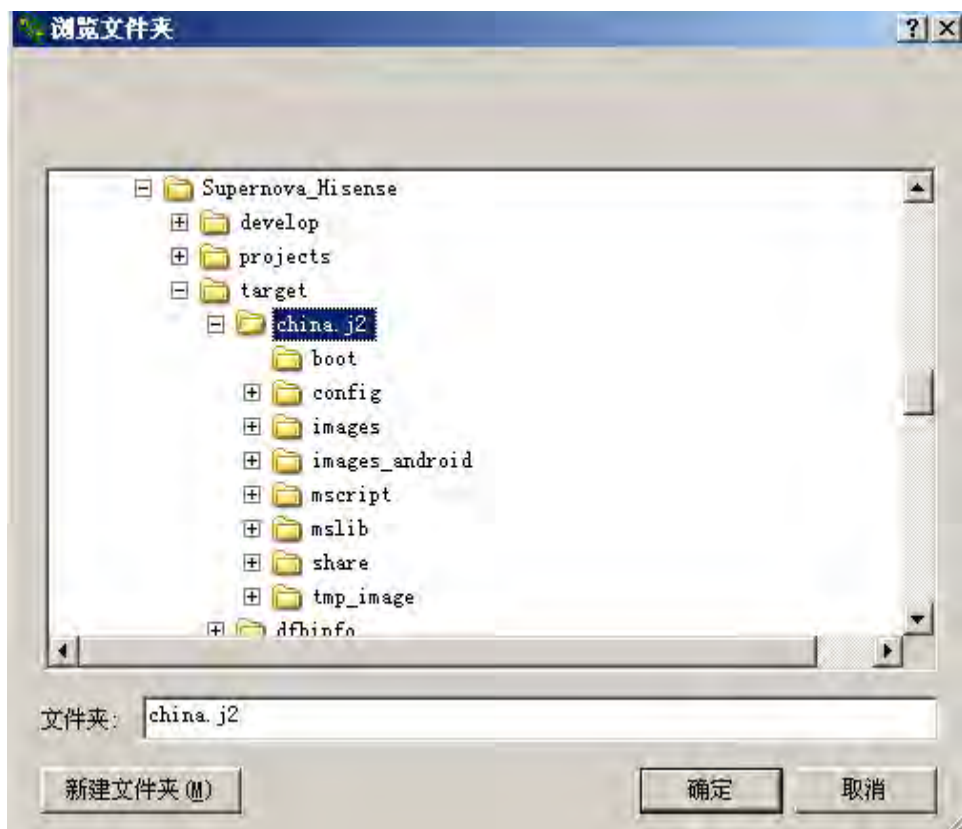 浏览文件夹
Supernova_Hisense
develop
projects
target
china.j2
boot
config
images
images_android
mscript
mslib
share
tmp_image
dfbinfo
文件夹: china.j2
新建文件夹(M) 确定 取消